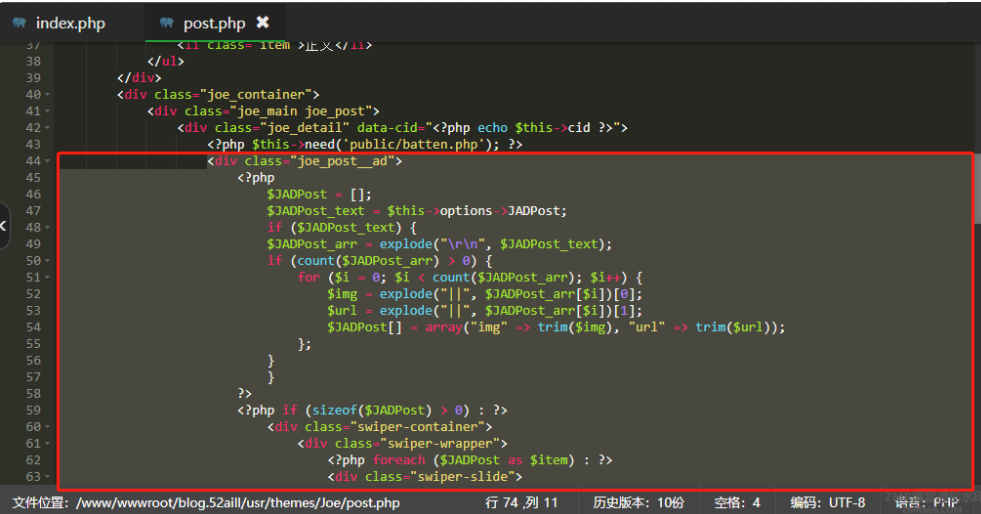 index.php
post.php ✖
37 <li class="item">正义</li>
38 </ul>
39 </div>
40 <div class="joe_container">
41 <div class="joe_main joe_post">
42 <div class="joe_detail" data-cid="<?php echo $this->cid ?>">
43 <?php $this->need('public/batten.php'); ?>
44 <div class="joe_post__ad">
45 <?php
46 $JADPost = [];
47 $JADPost_text = $this->options->JADPost;
48 if ($JADPost_text) {
49 $JADPost_arr = explode("\r\n", $JADPost_text);
50 if (count($JADPost_arr) > 0) {
51 for ($i = 0; $i < count($JADPost_arr); $i++) {
52 $img = explode("||", $JADPost_arr[$i])[0];
53 $url = explode("||", $JADPost_arr[$i])[1];
54 $JADPost[] = array("img" => trim($img), "url" => trim($url));
55 };
56 }
57 }
58 ?>
59 <?php if (sizeof($JADPost) > 0) : ?>
60 <div class="swiper-container">
61 <div class="swiper-wrapper">
62 <?php foreach ($JADPost as $item) : ?>
63 <div class="swiper-slide">
文件位置: /www/wwwroot/blog.52aill/usr/themes/Joe/post.php 行 74 ,列 11 历史版本: 10份 空格: 4 编码: UTF-8 语言: PHP